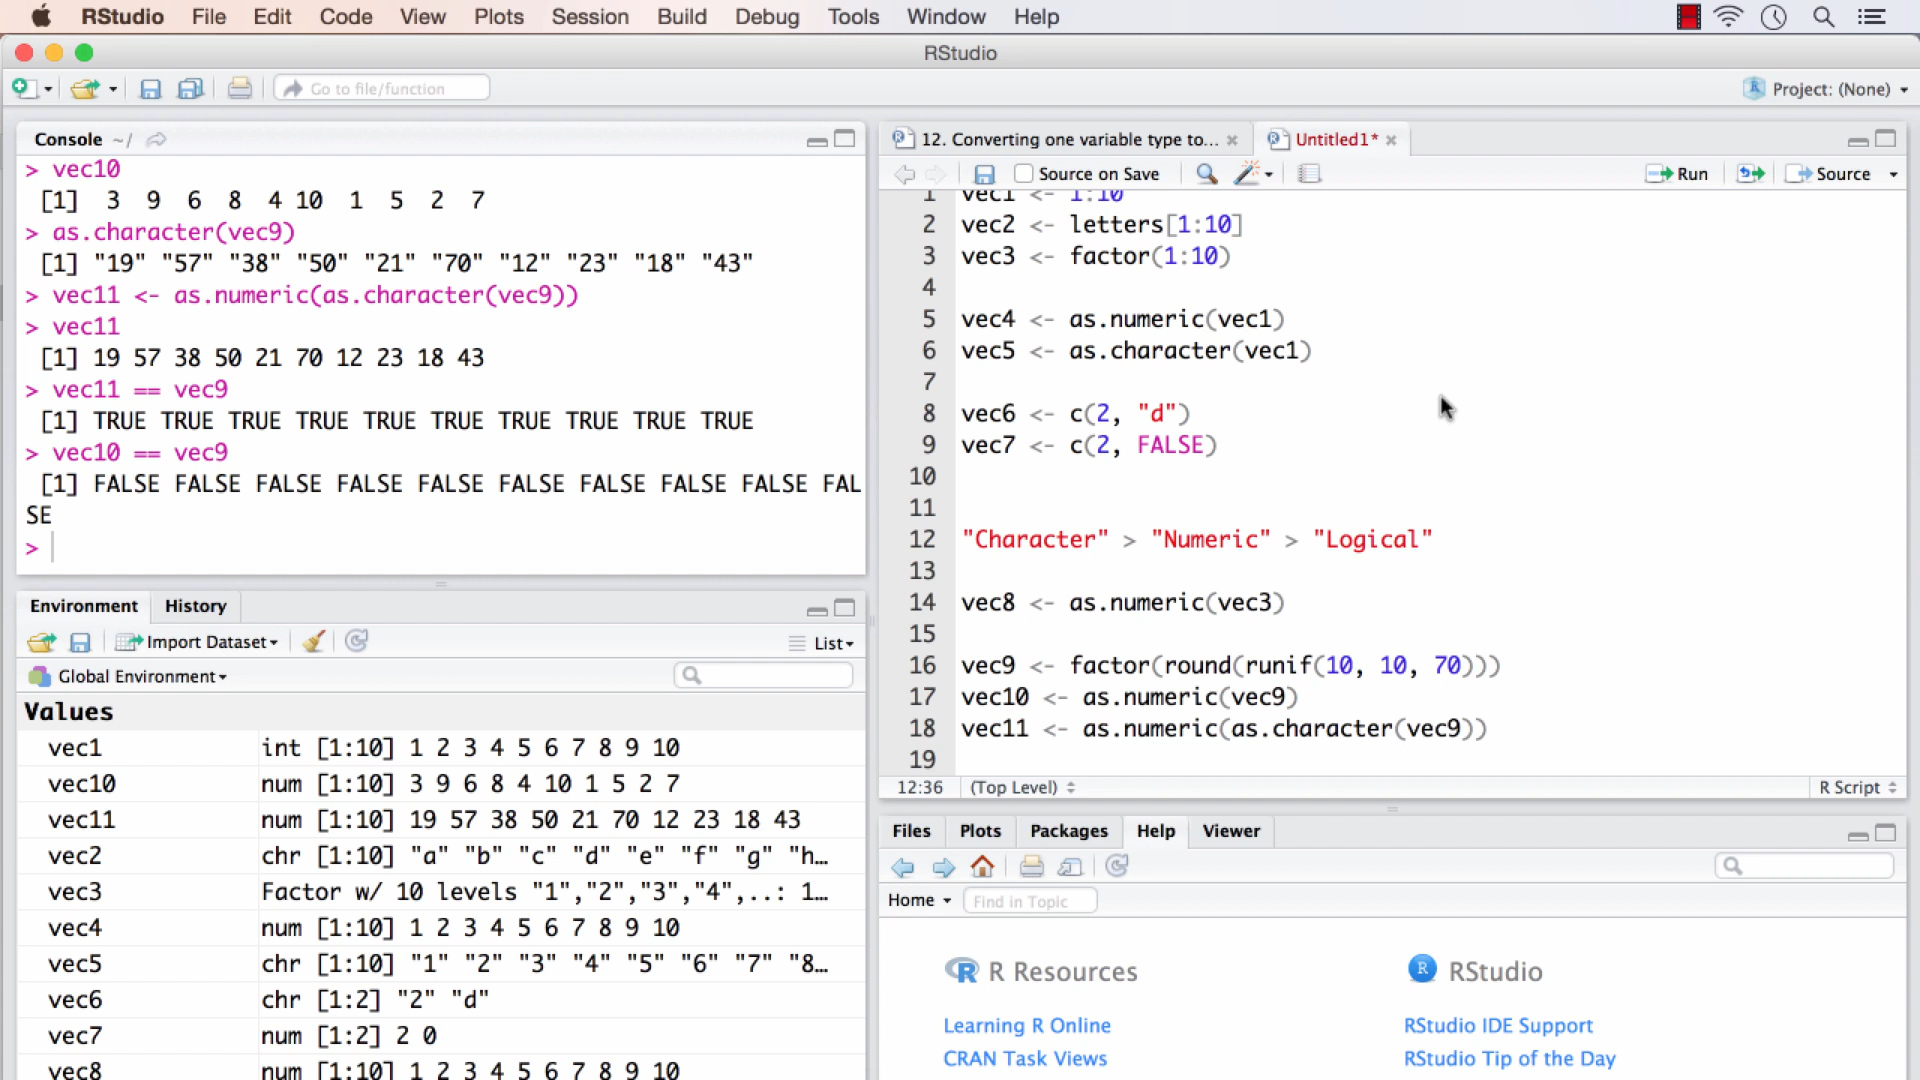 RStudio File Edit Code View Plots Session Build Debug Tools Window Help
RStudio
Go to file/function
Project: (None)
Console ~/
> vec10
[1] 3 9 6 8 4 10 1 5 2 7
> as.character(vec9)
[1] "19" "57" "38" "50" "21" "70" "12" "23" "18" "43"
> vec11 <- as.numeric(as.character(vec9))
> vec11
[1] 19 57 38 50 21 70 12 23 18 43
> vec11 == vec9
[1] TRUE TRUE TRUE TRUE TRUE TRUE TRUE TRUE TRUE TRUE
> vec10 == vec9
[1] FALSE FALSE FALSE FALSE FALSE FALSE FALSE FALSE FALSE FAL
SE
>
Environment History
Import Dataset
List
Global Environment
Values
vec1 int [1:10] 1 2 3 4 5 6 7 8 9 10
vec10 num [1:10] 3 9 6 8 4 10 1 5 2 7
vec11 num [1:10] 19 57 38 50 21 70 12 23 18 43
vec2 chr [1:10] "a" "b" "c" "d" "e" "f" "g" "h...
vec3 Factor w/ 10 levels "1","2","3","4",..: 1...
vec4 num [1:10] 1 2 3 4 5 6 7 8 9 10
vec5 chr [1:10] "1" "2" "3" "4" "5" "6" "7" "8...
vec6 chr [1:2] "2" "d"
vec7 num [1:2] 2 0
vec8 num [1:10] 1 2 3 4 5 6 7 8 9 10
12. Converting one variable type to... Untitled1*
Source on Save
Run
Source
1 vec1 <- 1:10
2 vec2 <- letters[1:10]
3 vec3 <- factor(1:10)
4
5 vec4 <- as.numeric(vec1)
6 vec5 <- as.character(vec1)
7
8 vec6 <- c(2, "d")
9 vec7 <- c(2, FALSE)
10
11
12 "Character" > "Numeric" > "Logical"
13
14 vec8 <- as.numeric(vec3)
15
16 vec9 <- factor(round(runif(10, 10, 70)))
17 vec10 <- as.numeric(vec9)
18 vec11 <- as.numeric(as.character(vec9))
19
12:36 (Top Level) R Script
Files Plots Packages Help Viewer
Home Find in Topic
R Resources
Learning R Online
CRAN Task Views
R RStudio
RStudio IDE Support
RStudio Tip of the Day